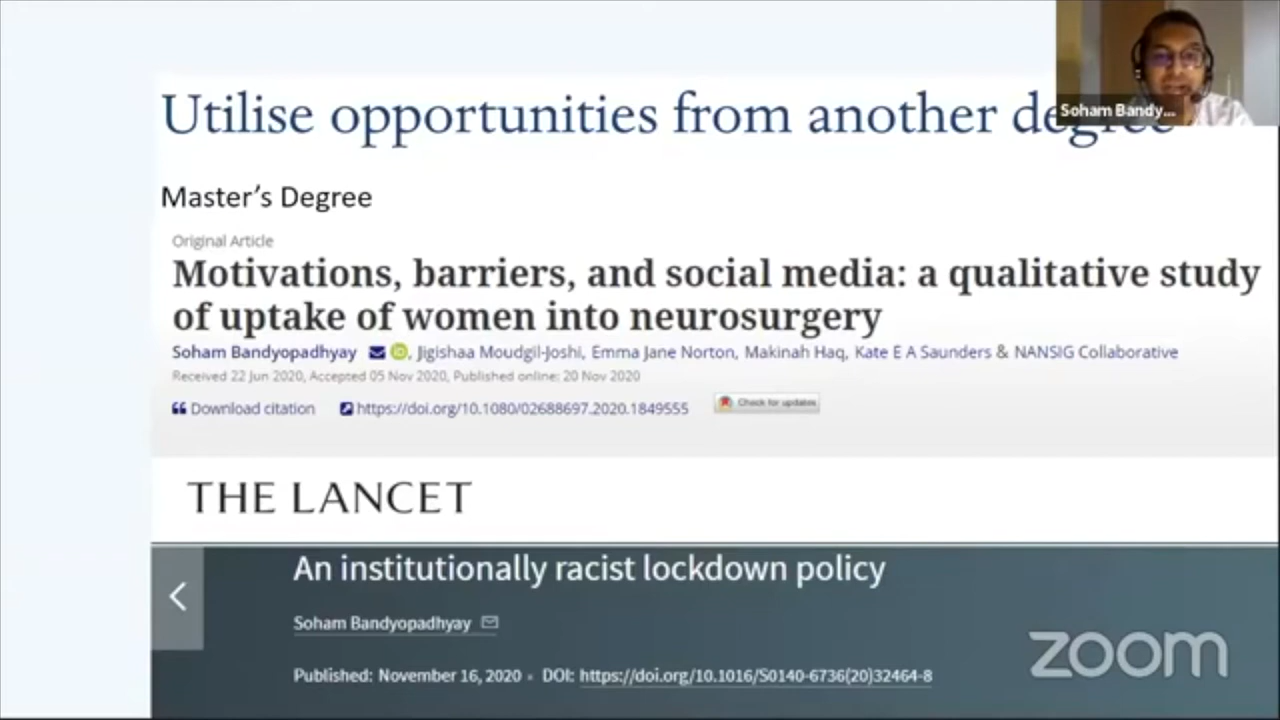 Utilise opportunities from another degree
Soham Bandy...
Master's Degree
Original Article
Motivations, barriers, and social media: a qualitative study
of uptake of women into neurosurgery
Soham Bandyopadhyay iD, Jigishaa Moudgil-Joshi, Emma Jane Norton, Makinah Haq, Kate E A Saunders & NANSIG Collaborative
Received 22 Jun 2020, Accepted 05 Nov 2020, Published online: 20 Nov 2020
Download citation https://doi.org/10.1080/02688697.2020.1849555 Check for updates
THE LANCET
An institutionally racist lockdown policy
Soham Bandyopadhyay
Published: November 16, 2020 • DOI: https://doi.org/10.1016/S0140-6736(20)32464-8
zoom